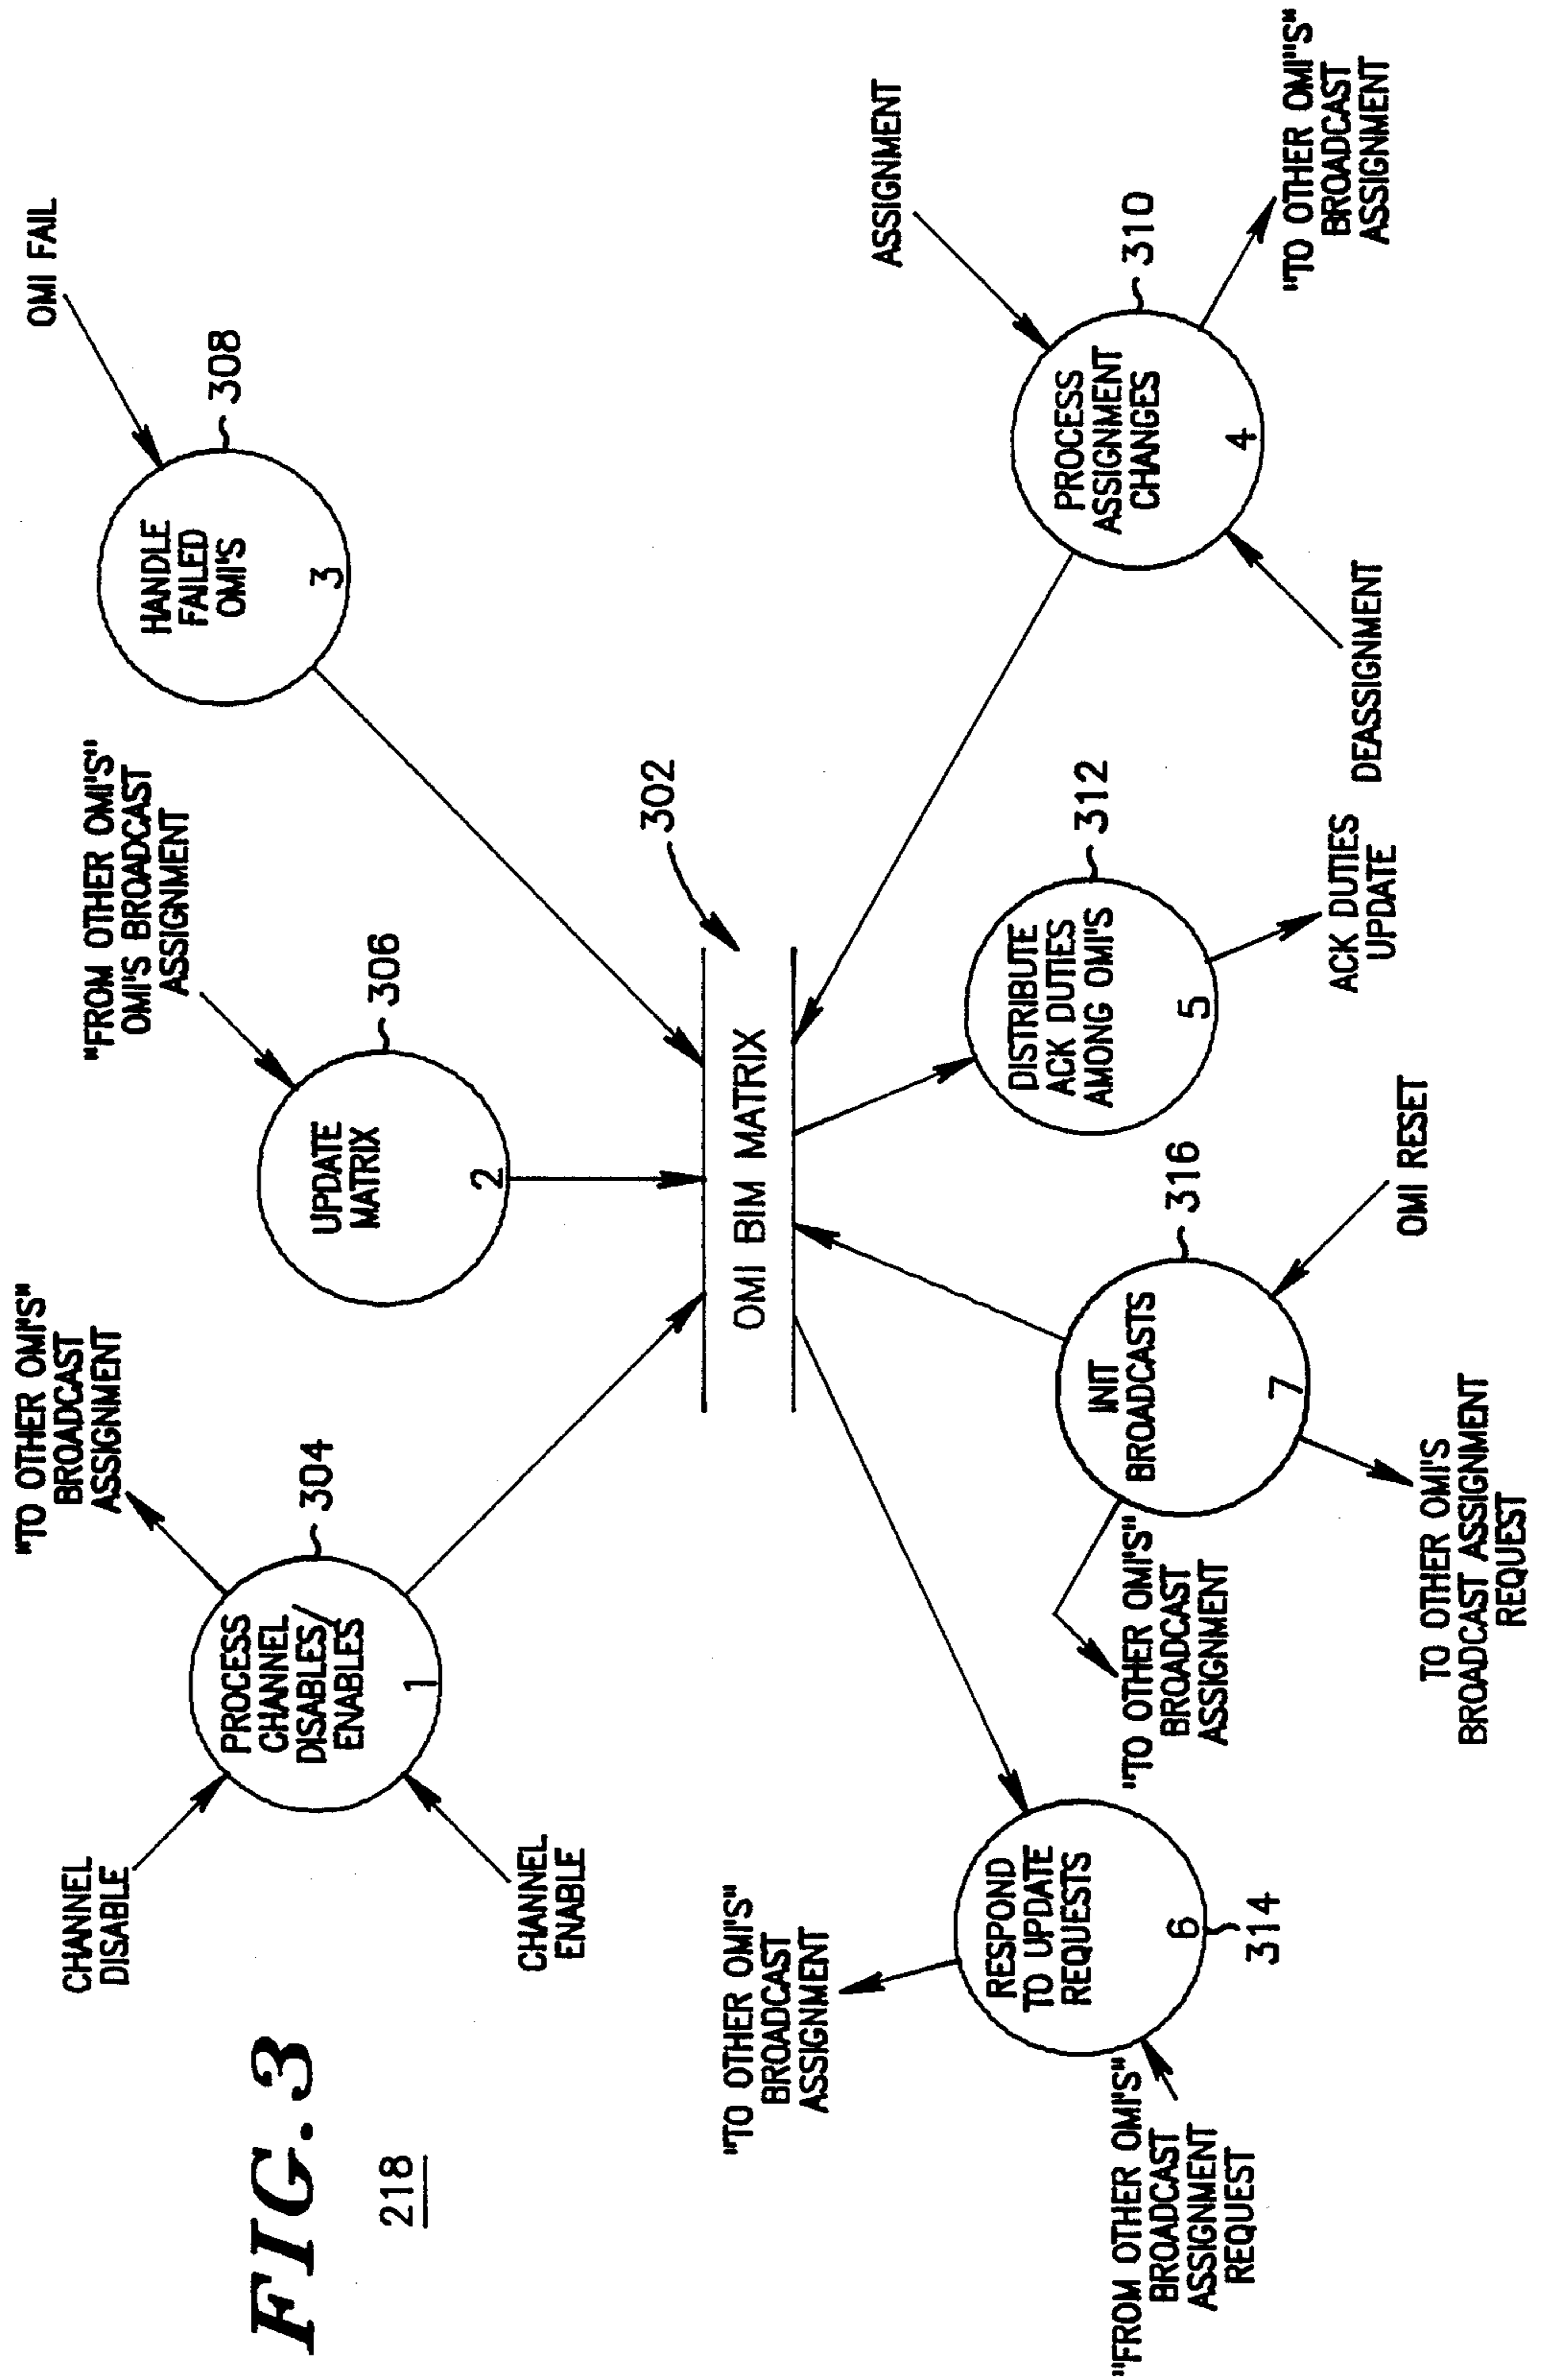 FIG. 3
218
CHANNEL
DISABLE
CHANNEL
ENABLE
PROCESS
CHANNEL
DISABLES/
ENABLES
1
304
"TO OTHER OMI'S"
BROADCAST
ASSIGNMENT
UPDATE
MATRIX
2
306
"FROM OTHER OMI'S"
OMI'S BROADCAST
ASSIGNMENT
HANDLE
FAILED
OMI'S
3
308
OMI FAIL
OMI BIM MATRIX
302
"TO OTHER OMI'S"
BROADCAST
ASSIGNMENT
RESPOND
TO UPDATE
REQUESTS
6
314
"FROM OTHER OMI'S"
BROADCAST
ASSIGNMENT
REQUEST
INIT
BROADCASTS
7
316
"TO OTHER OMI'S"
BROADCAST
ASSIGNMENT
TO OTHER OMI'S
BROADCAST ASSIGNMENT
REQUEST
OMI RESET
DISTRIBUTE
ACK DUTIES
AMONG OMI'S
5
312
ACK DUTIES
UPDATE
PROCESS
ASSIGNMENT
CHANGES
4
310
ASSIGNMENT
DEASSIGNMENT
"TO OTHER OMI"S"
BROADCAST
ASSIGNMENT